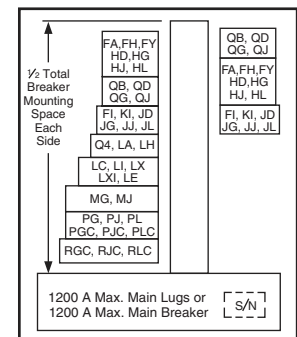 ½ Total
Breaker
Mounting
Space
Each
Side
FA,FH,FY
HD,HG
HJ, HL
QB, QD
QG, QJ
FI, KI, JD
JG, JJ, JL
Q4, LA, LH
LC, LI, LX
LXI, LE
MG, MJ
PG, PJ, PL
PGC, PJC, PLC
RGC, RJC, RLC
QB, QD
QG, QJ
FA,FH,FY
HD,HG
HJ, HL
FI, KI, JD
JG, JJ, JL
1200 A Max. Main Lugs or
1200 A Max. Main Breaker
S/N